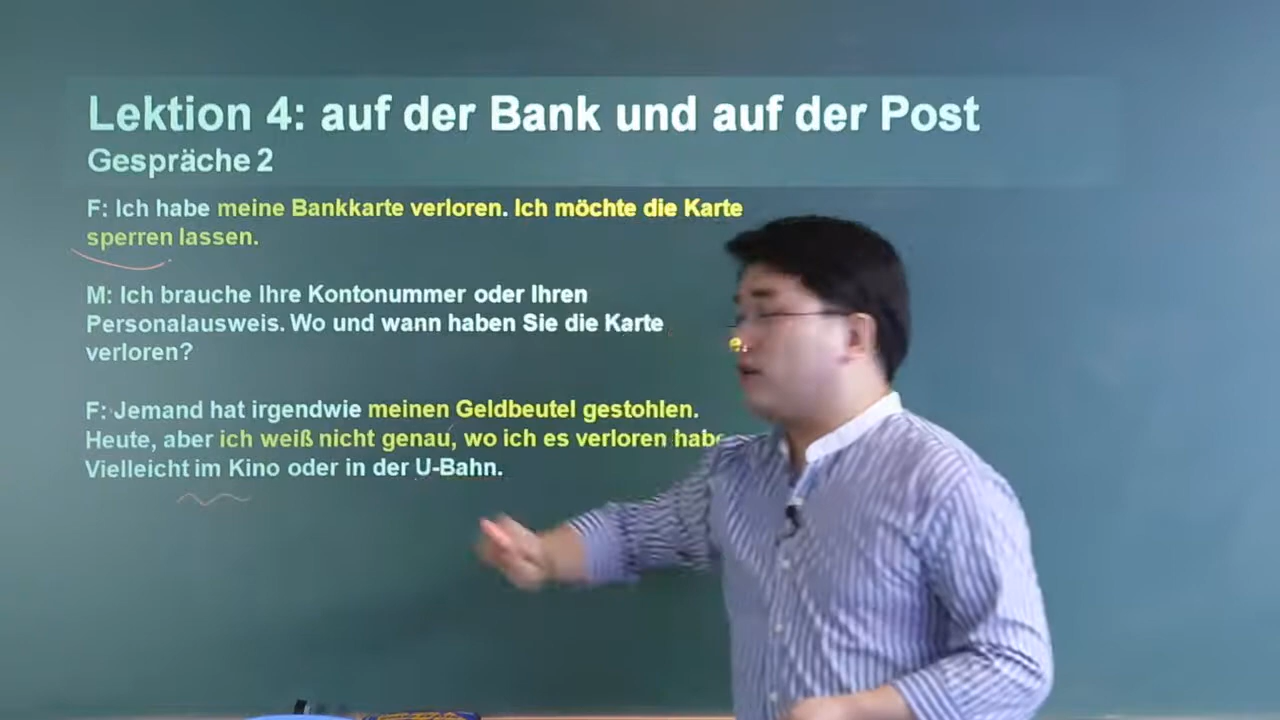 Lektion 4: auf der Bank und auf der Post
Gespräche 2
F: Ich habe meine Bankkarte verloren. Ich möchte die Karte
sperren lassen.
M: Ich brauche Ihre Kontonummer oder Ihren
Personalausweis. Wo und wann haben Sie die Karte
verloren?
F: Jemand hat irgendwie meinen Geldbeutel gestohlen.
Heute, aber ich weiß nicht genau, wo ich es verloren
Vielleicht im Kino oder in der U-Bahn.